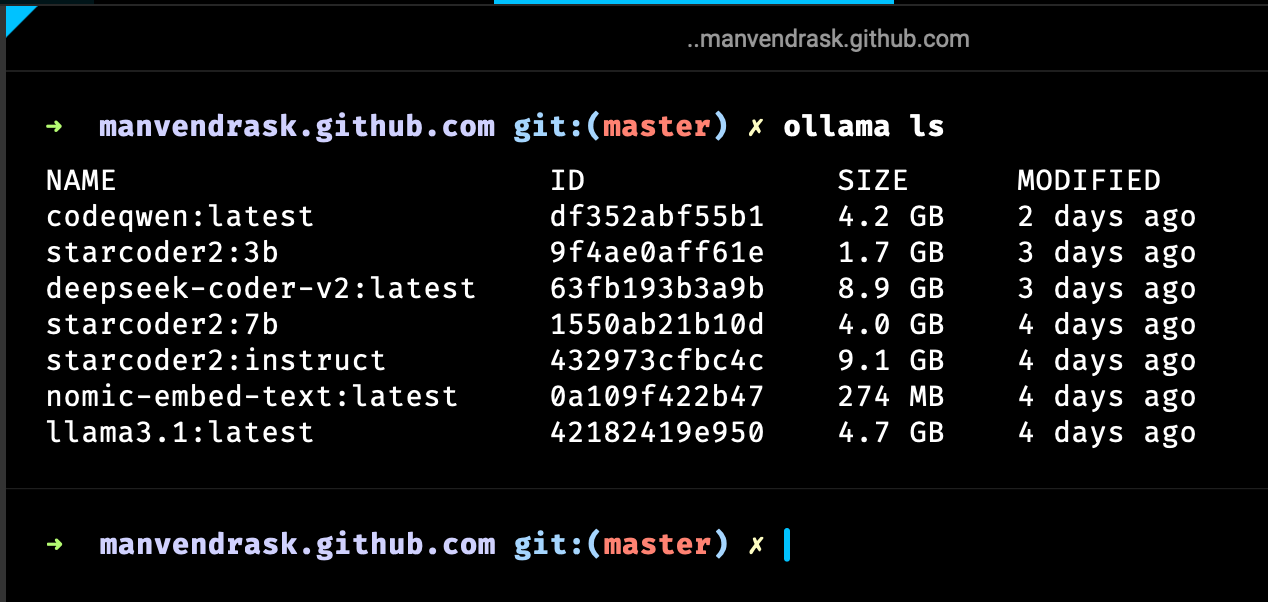 ..manvendrask.github.com
➜ manvendrask.github.com git:(master) ✗ ollama ls
NAME ID SIZE MODIFIED
codeqwen:latest df352abf55b1 4.2 GB 2 days ago
starcoder2:3b 9f4ae0aff61e 1.7 GB 3 days ago
deepseek-coder-v2:latest 63fb193b3a9b 8.9 GB 3 days ago
starcoder2:7b 1550ab21b10d 4.0 GB 4 days ago
starcoder2:instruct 432973cfbc4c 9.1 GB 4 days ago
nomic-embed-text:latest 0a109f422b47 274 MB 4 days ago
llama3.1:latest 42182419e950 4.7 GB 4 days ago
➜ manvendrask.github.com git:(master) ✗